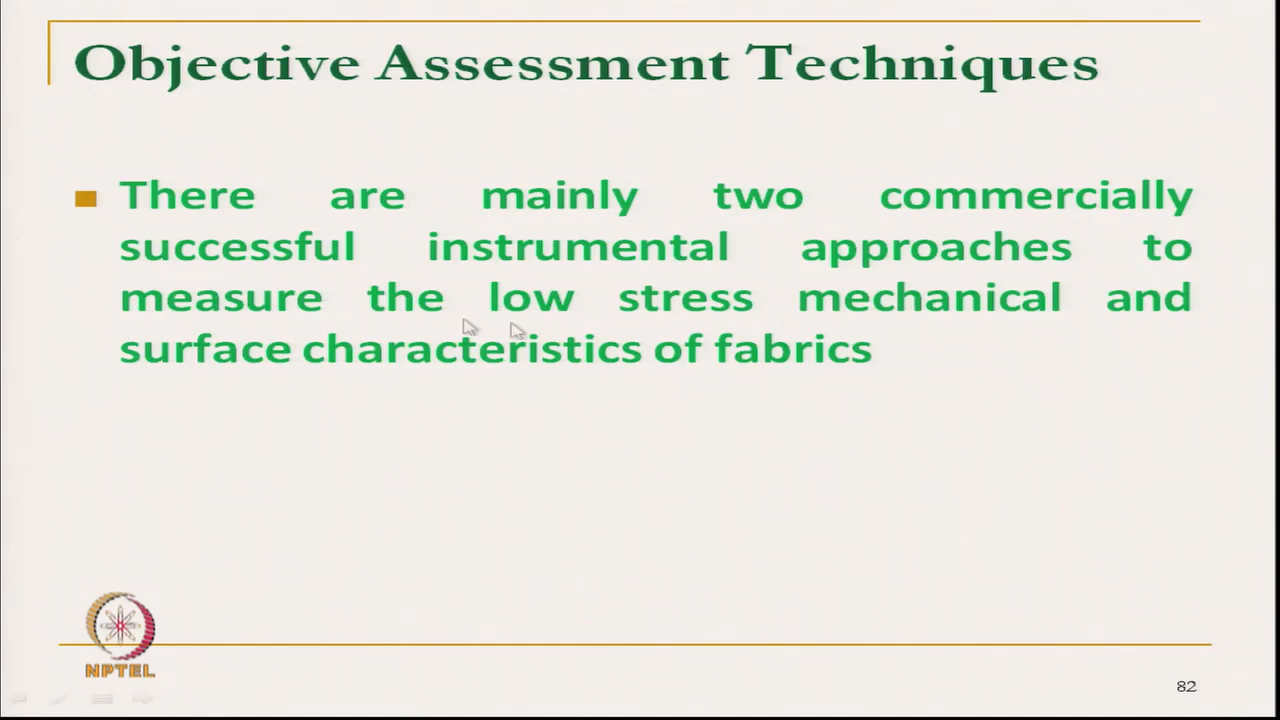 Objective Assessment Techniques
There are mainly two commercially
successful instrumental approaches to
measure the low stress mechanical and
surface characteristics of fabrics
NPTEL
82